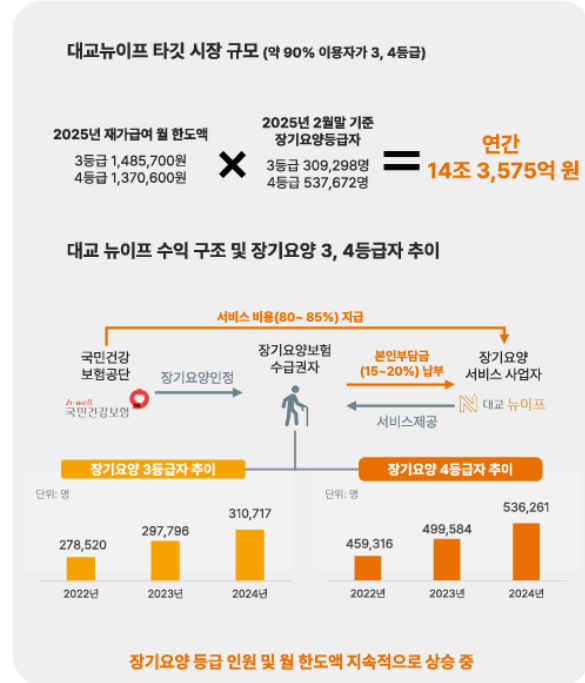 대교뉴이프 타깃 시장 규모 (약 90% 이용자가 3, 4등급)
2025년 재가급여 월 한도액
3등급 1,485,700원
4등급 1,370,600원
×
2025년 2월말 기준
장기요양등급자
3등급 309,298명
4등급 537,672명
=
연간
14조 3,575억 원
대교 뉴이프 수익 구조 및 장기요양 3, 4등급자 추이
서비스 비용(80~ 85%) 지급
국민건강
보험공단
h-well
국민건강보험
장기요양인정
장기요양보험
수급권자
본인부담금
(15~20%) 납부
서비스제공
장기요양
서비스 사업자
대교 뉴이프
장기요양 3등급자 추이
단위: 명
278,520
297,796
310,717
2022년
2023년
2024년
장기요양 4등급자 추이
단위: 명
459,316
499,584
536,261
2022년
2023년
2024년
장기요양 등급 인원 및 월 한도액 지속적으로 상승 중